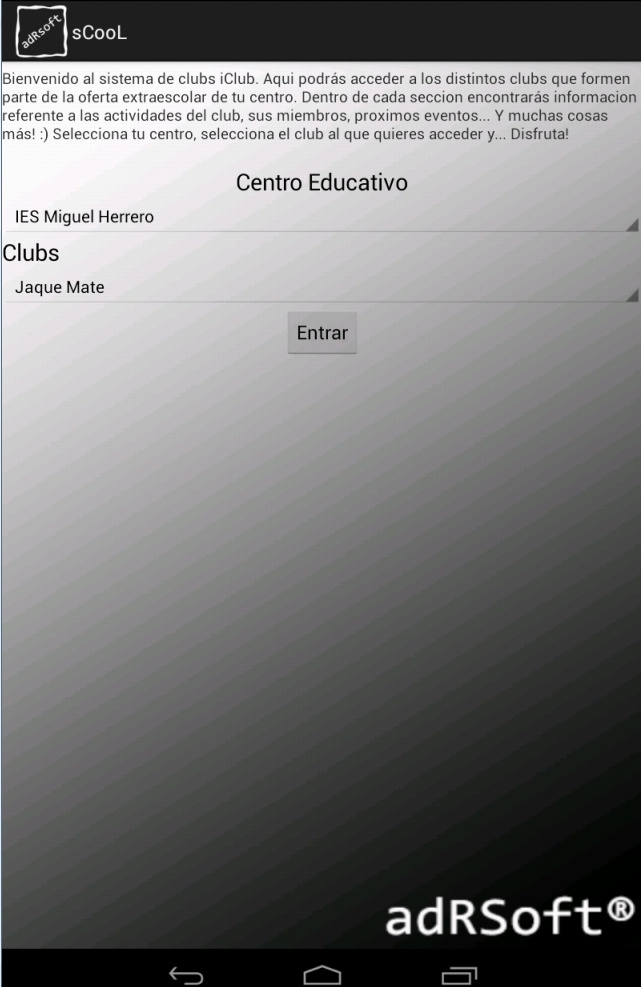 adRsoft
sCooL
Bienvenido al sistema de clubs iClub. Aqui podrás acceder a los distintos clubs que formen
parte de la oferta extraescolar de tu centro. Dentro de cada seccion encontrarás informacion
referente a las actividades del club, sus miembros, proximos eventos... Y muchas cosas
más! :) Selecciona tu centro, selecciona el club al que quieres acceder y... Disfruta!
Centro Educativo
IES Miguel Herrero
Clubs
Jaque Mate
Entrar
adRSoft®